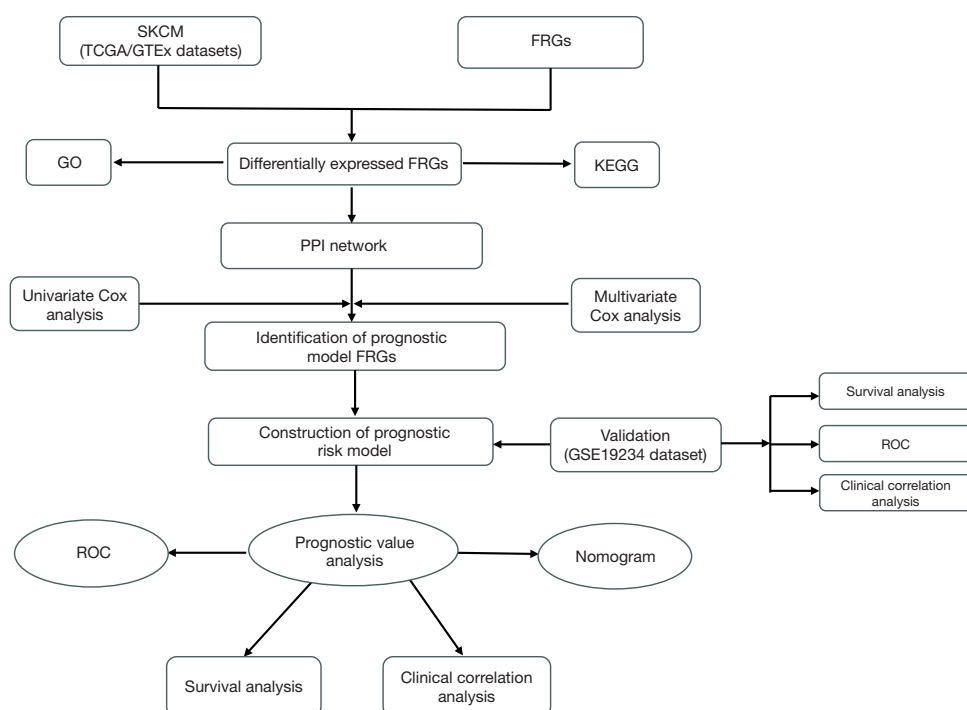 SKCM
(TCGA/GTEx datasets)
FRGs
GO
Differentially expressed FRGs
KEGG
PPI network
Univariate Cox
analysis
Multivariate
Cox analysis
Identification of prognostic
model FRGs
Survival analysis
Construction of prognostic
risk model
Validation
(GSE19234 dataset)
ROC
Clinical correlation
analysis
ROC
Prognostic value
analysis
Nomogram
Survival analysis
Clinical correlation
analysis